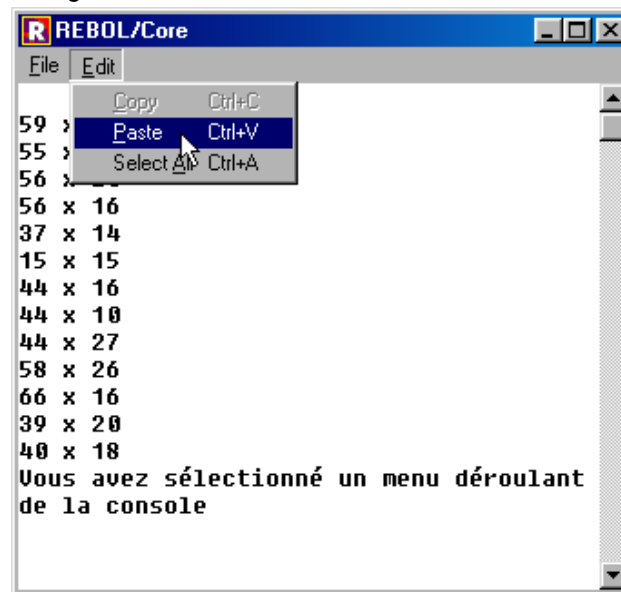 REBOL/Core
File Edit
Copy Ctrl+C
Paste Ctrl+V
Select All Ctrl+A
59 x
55
56 x
56 x 16
37 x 14
15 x 15
44 x 16
44 x 10
44 x 27
58 x 26
66 x 16
39 x 20
40 x 18
Vous avez sélectionné un menu déroulant
de la console